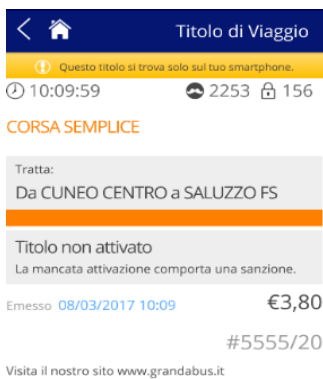 Titolo di Viaggio
Questo titolo si trova solo sul tuo smartphone.
10:09:59 2253 156
CORSA SEMPLICE
Tratta:
Da CUNEO CENTRO a SALUZZO FS
Titolo non attivato
La mancata attivazione comporta una sanzione.
Emesso 08/03/2017 10:09 €3,80
#5555/20
Visita il nostro sito www.grandabus.it